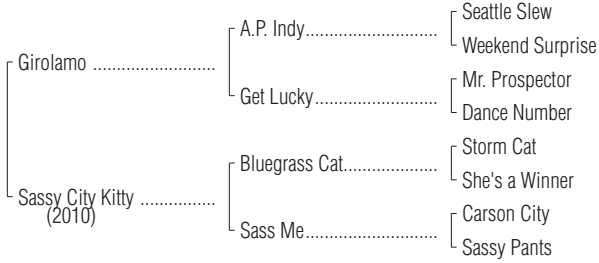 Seattle Slew
A.P. Indy............................
Weekend Surprise
Girolamo ..........................
Mr. Prospector
Get Lucky..........................
Dance Number
Storm Cat
Bluegrass Cat....................
She's a Winner
Sassy City Kitty ................
(2010)
Carson City
Sass Me............................
Sassy Pants